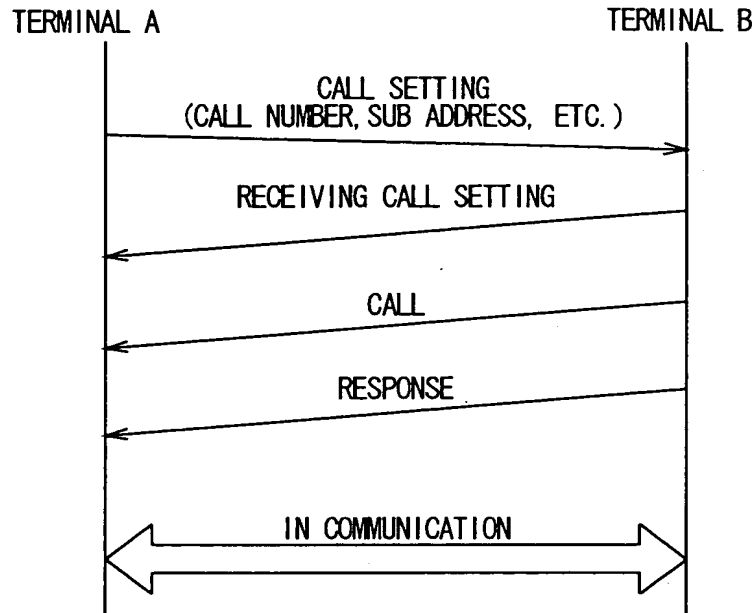 TERMINAL A
TERMINAL B
CALL SETTING
(CALL NUMBER, SUB ADDRESS, ETC.)
RECEIVING CALL SETTING
CALL
RESPONSE
IN COMMUNICATION